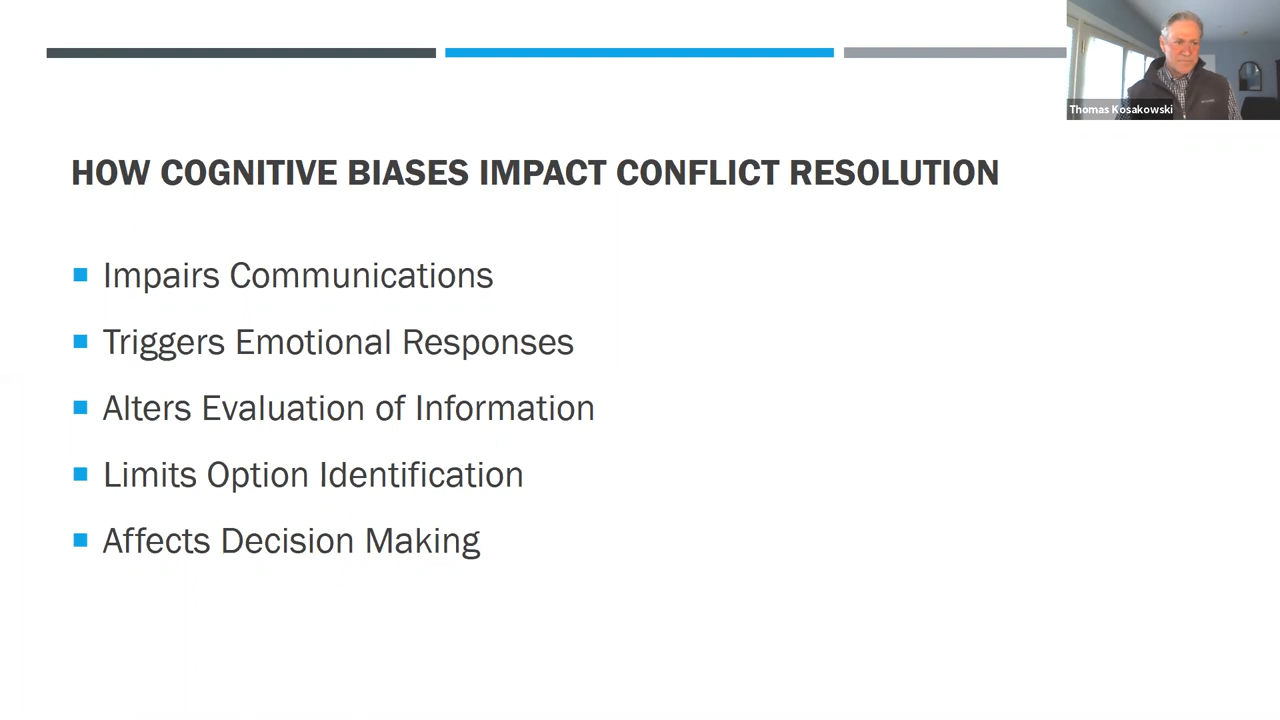 Thomas Kosakowski
HOW COGNITIVE BIASES IMPACT CONFLICT RESOLUTION
Impairs Communications
Triggers Emotional Responses
Alters Evaluation of Information
Limits Option Identification
Affects Decision Making